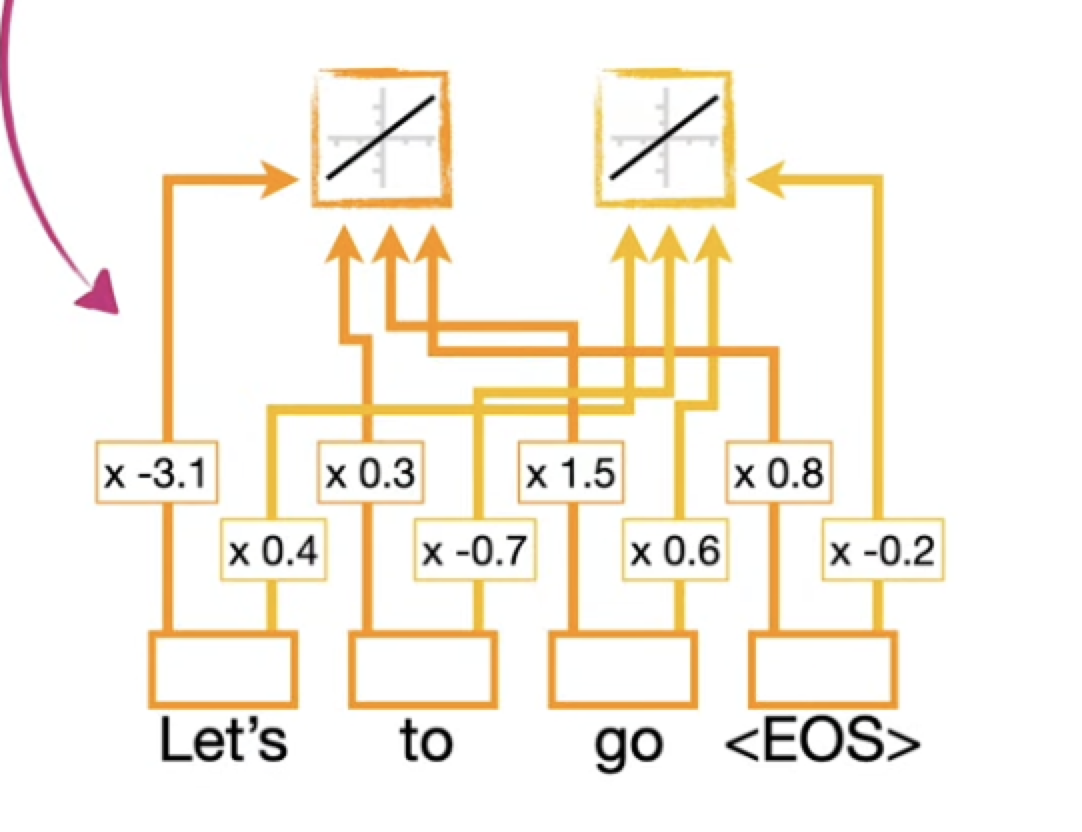 x -3.1 x 0.3 x 1.5 x 0.8
x 0.4 x -0.7 x 0.6 x -0.2
Let’s to go <EOS>